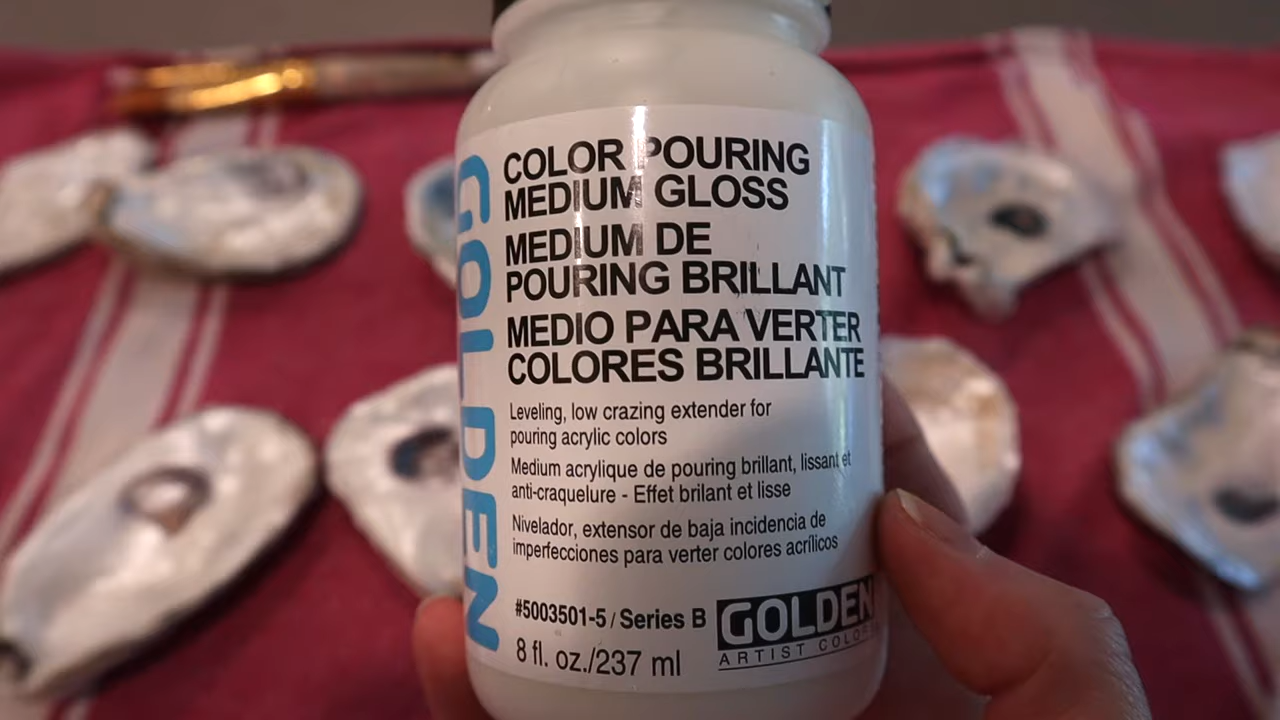 GOLDEN
COLOR POURING
MEDIUM GLOSS
MEDIUM DE
POURING BRILLANT
MEDIO PARA VERTER
COLORES BRILLANTE
Leveling, low crazing extender for
pouring acrylic colors
Medium acrylique de pouring brillant, lissant et
anti-craquelure - Effet brilant et lisse
Nivelador, extensor de baja incidencia de
imperfecciones para verter colores acrílicos
#5003501-5 / Series B
8 fl. oz./237 ml
GOLDEN
ARTIST COLORS